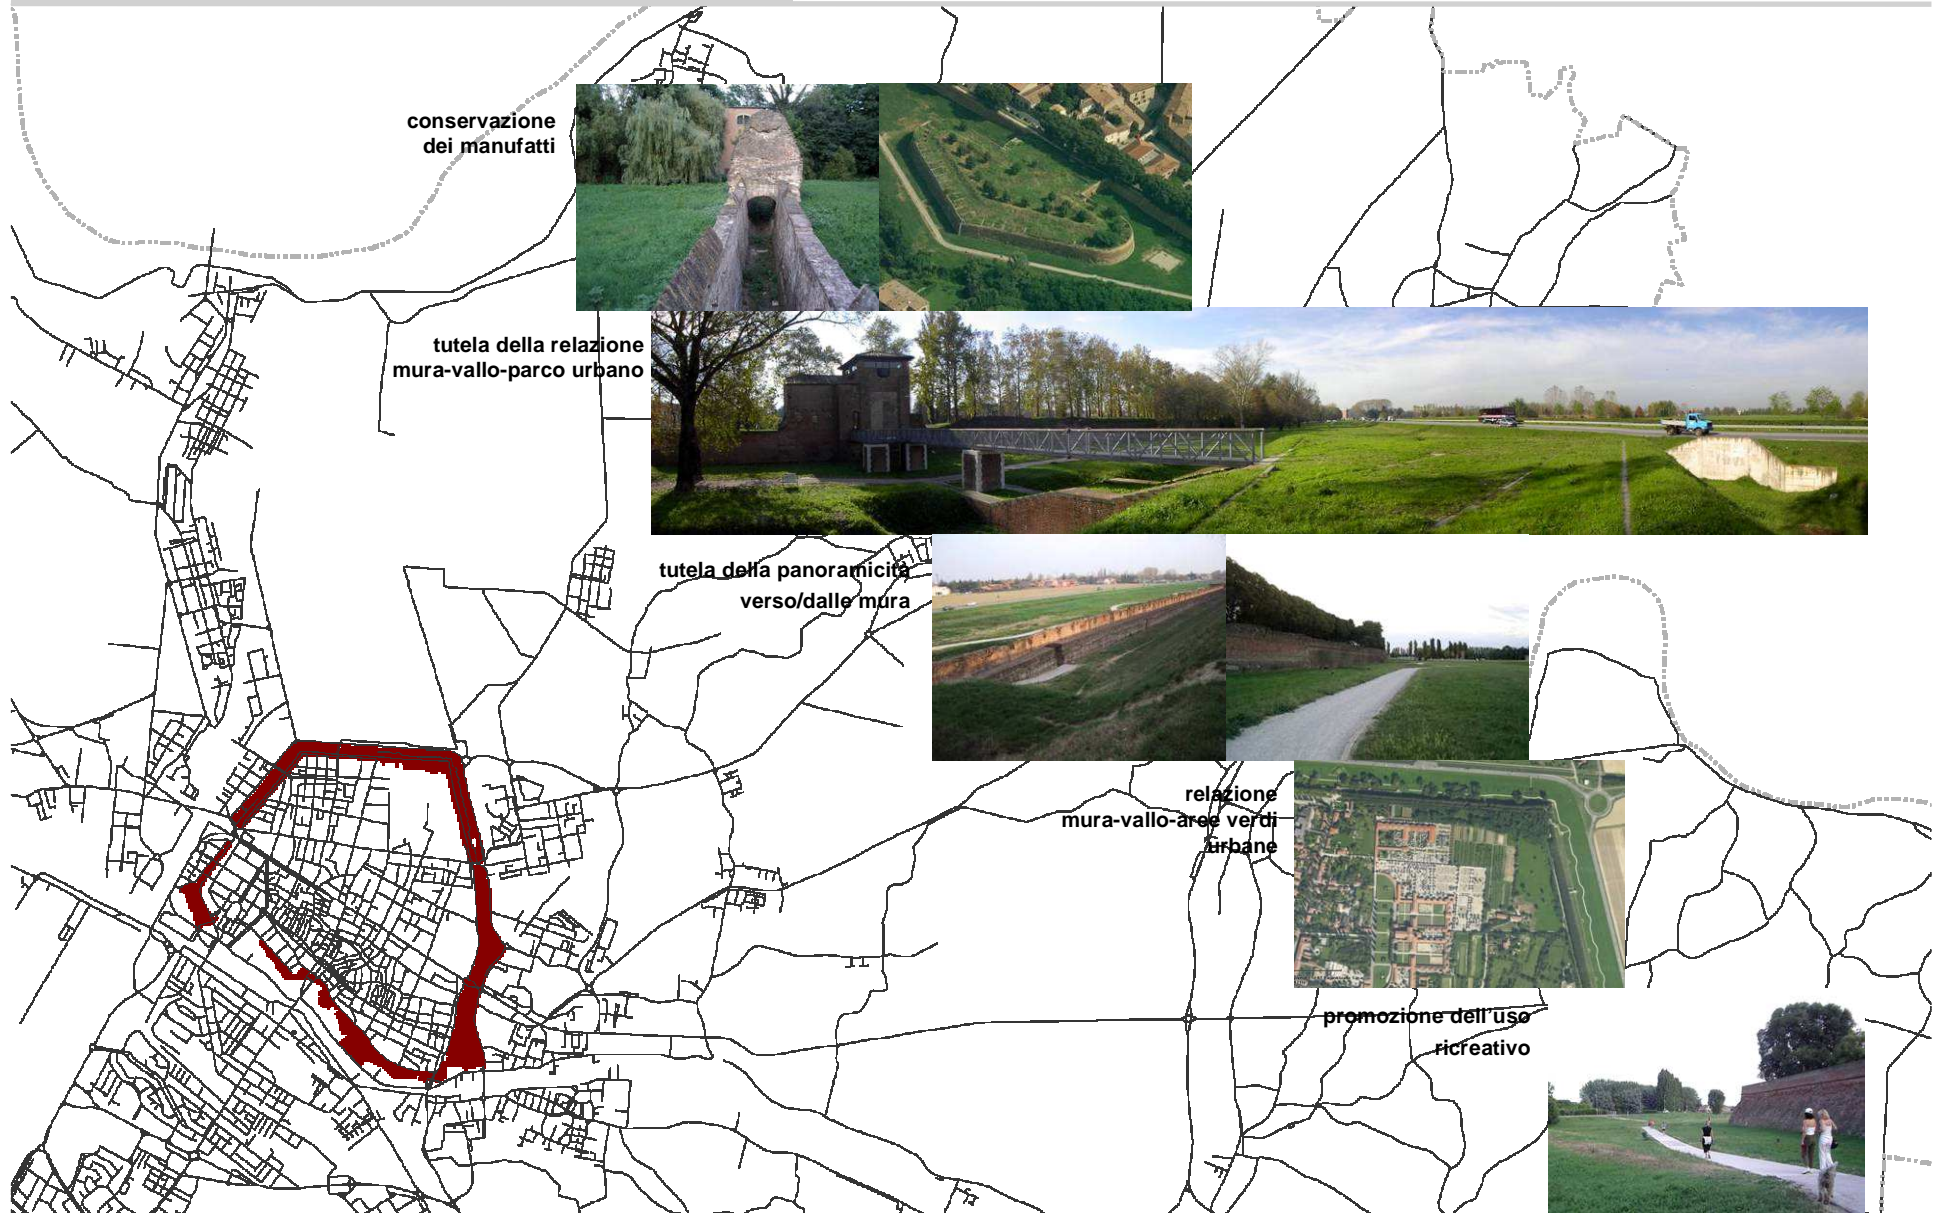 conservazione
dei manufatti
tutela della relazione
mura-vallo-parco urbano
tutela della panoramicità
verso/dalle mura
relazione
mura-vallo-aree verdi
urbane
promozione dell'uso
ricreativo